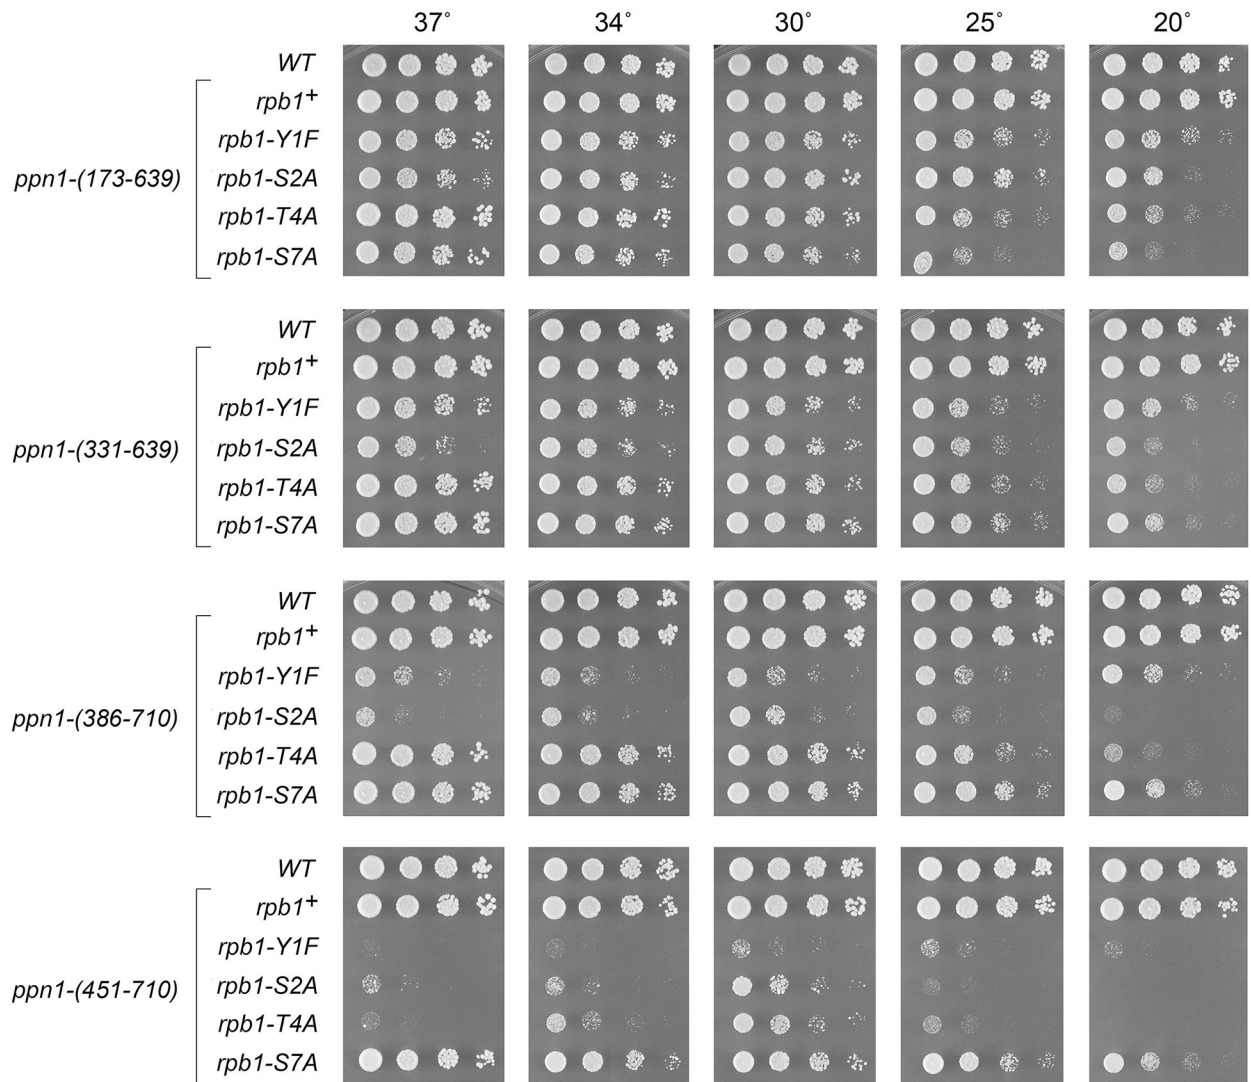 37° 34° 30° 25° 20°
WT
rpb1+
rpb1-Y1F
ppn1-(173-639) rpb1-S2A
rpb1-T4A
rpb1-S7A
WT
rpb1+
rpb1-Y1F
ppn1-(331-639) rpb1-S2A
rpb1-T4A
rpb1-S7A
WT
rpb1+
rpb1-Y1F
ppn1-(386-710) rpb1-S2A
rpb1-T4A
rpb1-S7A
WT
rpb1+
rpb1-Y1F
ppn1-(451-710) rpb1-S2A
rpb1-T4A
rpb1-S7A